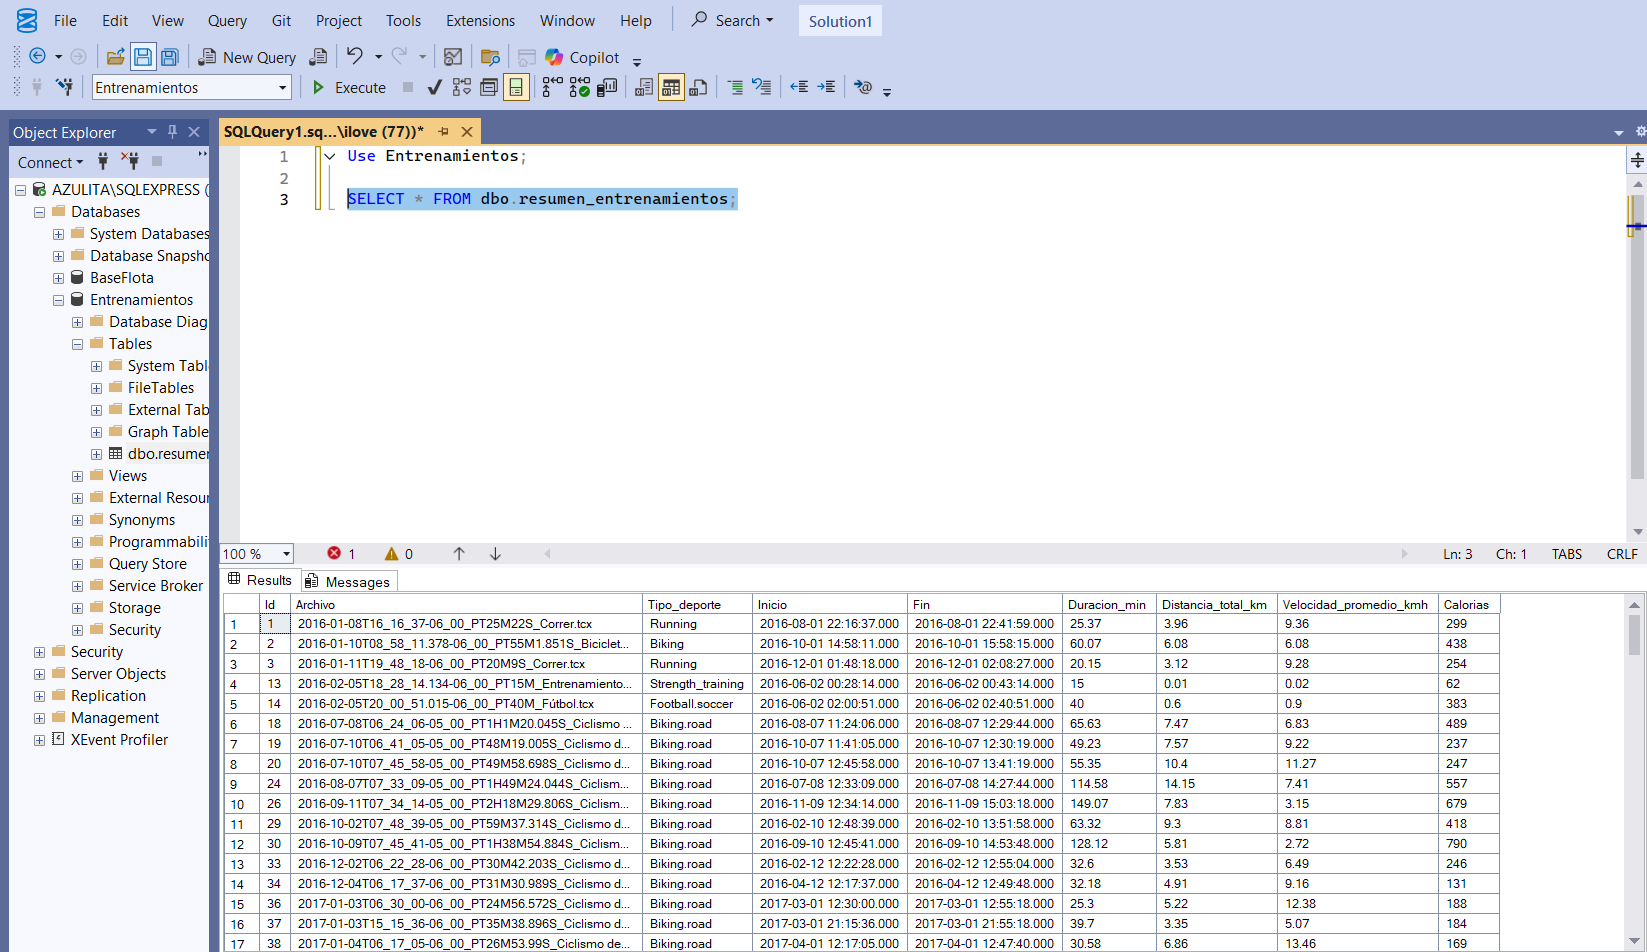 File Edit View Query Git Project Tools Extensions Window Help Search Solution1
New Query Copilot
Entrenamientos Execute
Object Explorer
Connect
AZULITA\SQLEXPRESS (
Databases
System Databases
Database Snapsho
BaseFlota
Entrenamientos
Database Diag
Tables
System Tabl
FileTables
External Tab
Graph Table
dbo.resumer
Views
External Resour
Synonyms
Programmabilit
Query Store
Service Broker
Storage
Security
Security
Server Objects
Replication
Management
XEvent Profiler
SQLQuery1.sq...\ilove (77))*
1 Use Entrenamientos;
2
3 SELECT * FROM dbo.resumen_entrenamientos;
100 % 1 0 Ln: 3 Ch: 1 TABS CRLF
Results Messages
Id Archivo Tipo_deporte Inicio Fin Duracion_min Distancia_total_km Velocidad_promedio_kmh Calorias
1 1 2016-01-08T16_16_37-06_00_PT25M22S_Correr.tcx Running 2016-08-01 22:16:37.000 2016-08-01 22:41:59.000 25.37 3.96 9.36 299
2 2 2016-01-10T08_58_11.378-06_00_PT55M1.851S_Biciclet... Biking 2016-10-01 14:58:11.000 2016-10-01 15:58:15.000 60.07 6.08 6.08 438
3 3 2016-01-11T19_48_18-06_00_PT20M9S_Correr.tcx Running 2016-12-01 01:48:18.000 2016-12-01 02:08:27.000 20.15 3.12 9.28 254
4 13 2016-02-05T18_28_14.134-06_00_PT15M_Entrenamiento... Strength_training 2016-06-02 00:28:14.000 2016-06-02 00:43:14.000 15 0.01 0.02 62
5 14 2016-02-05T20_00_51.015-06_00_PT40M_Fútbol.tcx Football.soccer 2016-06-02 02:00:51.000 2016-06-02 02:40:51.000 40 0.6 0.9 383
6 18 2016-07-08T06_24_06-05_00_PT1H1M20.045S_Ciclismo ... Biking.road 2016-08-07 11:24:06.000 2016-08-07 12:29:44.000 65.63 7.47 6.83 489
7 19 2016-07-10T06_41_05-05_00_PT48M19.005S_Ciclismo d... Biking.road 2016-10-07 11:41:05.000 2016-10-07 12:30:19.000 49.23 7.57 9.22 237
8 20 2016-07-10T07_45_58-05_00_PT49M58.698S_Ciclismo d... Biking.road 2016-10-07 12:45:58.000 2016-10-07 13:41:19.000 55.35 10.4 11.27 247
9 24 2016-08-07T07_33_09-05_00_PT1H49M24.044S_Ciclism... Biking.road 2016-07-08 12:33:09.000 2016-07-08 14:27:44.000 114.58 14.15 7.41 557
10 26 2016-09-11T07_34_14-05_00_PT2H18M29.806S_Ciclism... Biking.road 2016-11-09 12:34:14.000 2016-11-09 15:03:18.000 149.07 7.83 3.15 679
11 29 2016-10-02T07_48_39-05_00_PT59M37.314S_Ciclismo d... Biking.road 2016-02-10 12:48:39.000 2016-02-10 13:51:58.000 63.32 9.3 8.81 418
12 30 2016-10-09T07_45_41-05_00_PT1H38M54.884S_Ciclism... Biking.road 2016-09-10 12:45:41.000 2016-09-10 14:53:48.000 128.12 5.81 2.72 790
13 33 2016-12-02T06_22_28-06_00_PT30M42.203S_Ciclismo d... Biking.road 2016-02-12 12:22:28.000 2016-02-12 12:55:04.000 32.6 3.53 6.49 246
14 34 2016-12-04T06_17_37-06_00_PT31M30.989S_Ciclismo d... Biking.road 2016-04-12 12:17:37.000 2016-04-12 12:49:48.000 32.18 4.91 9.16 131
15 36 2017-01-03T06_30_00-06_00_PT24M56.572S_Ciclismo d... Biking.road 2017-03-01 12:30:00.000 2017-03-01 12:55:18.000 25.3 5.22 12.38 188
16 37 2017-01-03T15_15_36-06_00_PT35M38.896S_Ciclismo d... Biking.road 2017-03-01 21:15:36.000 2017-03-01 21:55:18.000 39.7 3.35 5.07 184
17 38 2017-01-04T06_17_05-06_00_PT26M53.99S_Ciclismo de... Biking.road 2017-04-01 12:17:05.000 2017-04-01 12:47:40.000 30.58 6.86 13.46 169